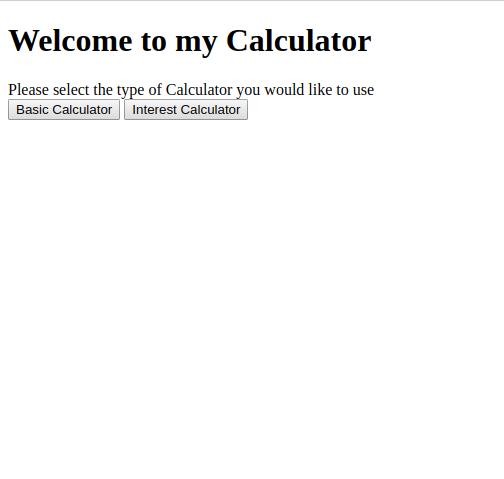 Welcome to my Calculator
Please select the type of Calculator you would like to use
Basic Calculator Interest Calculator